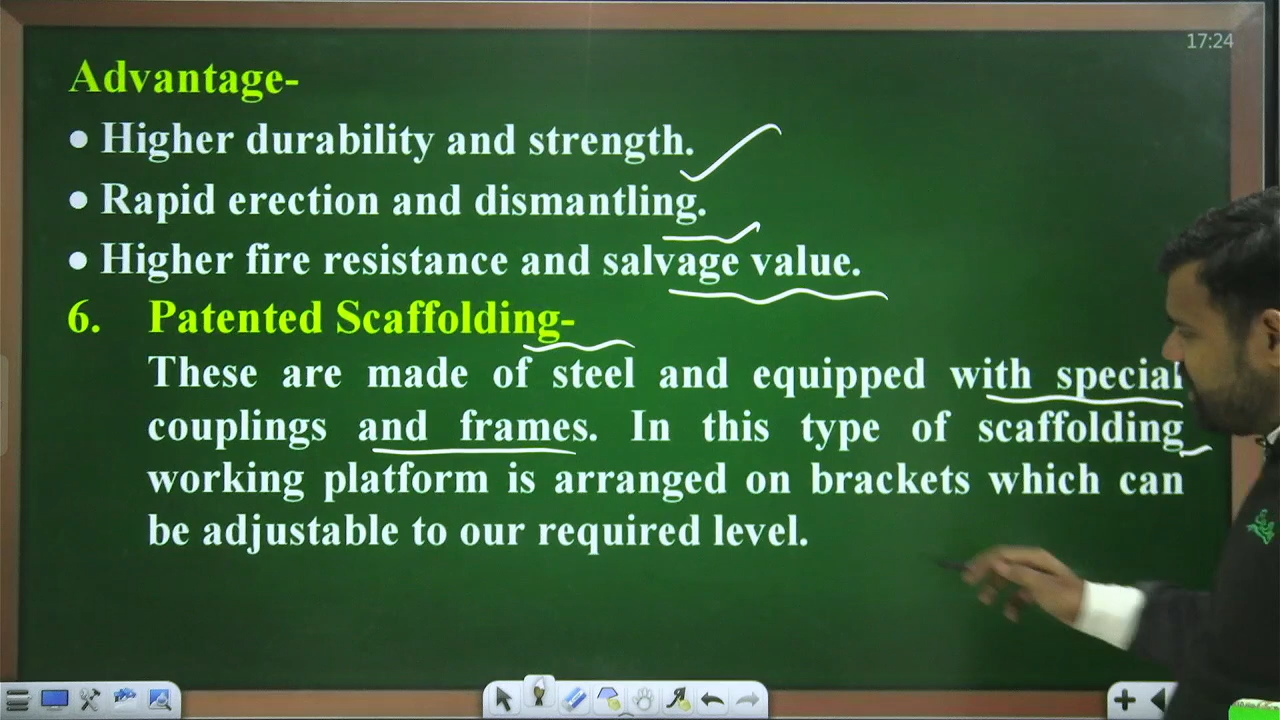 17:24
Advantage-
• Higher durability and strength.
• Rapid erection and dismantling.
• Higher fire resistance and salvage value.
6. Patented Scaffolding-
These are made of steel and equipped with special
couplings and frames. In this type of scaffolding
working platform is arranged on brackets which can
be adjustable to our required level.